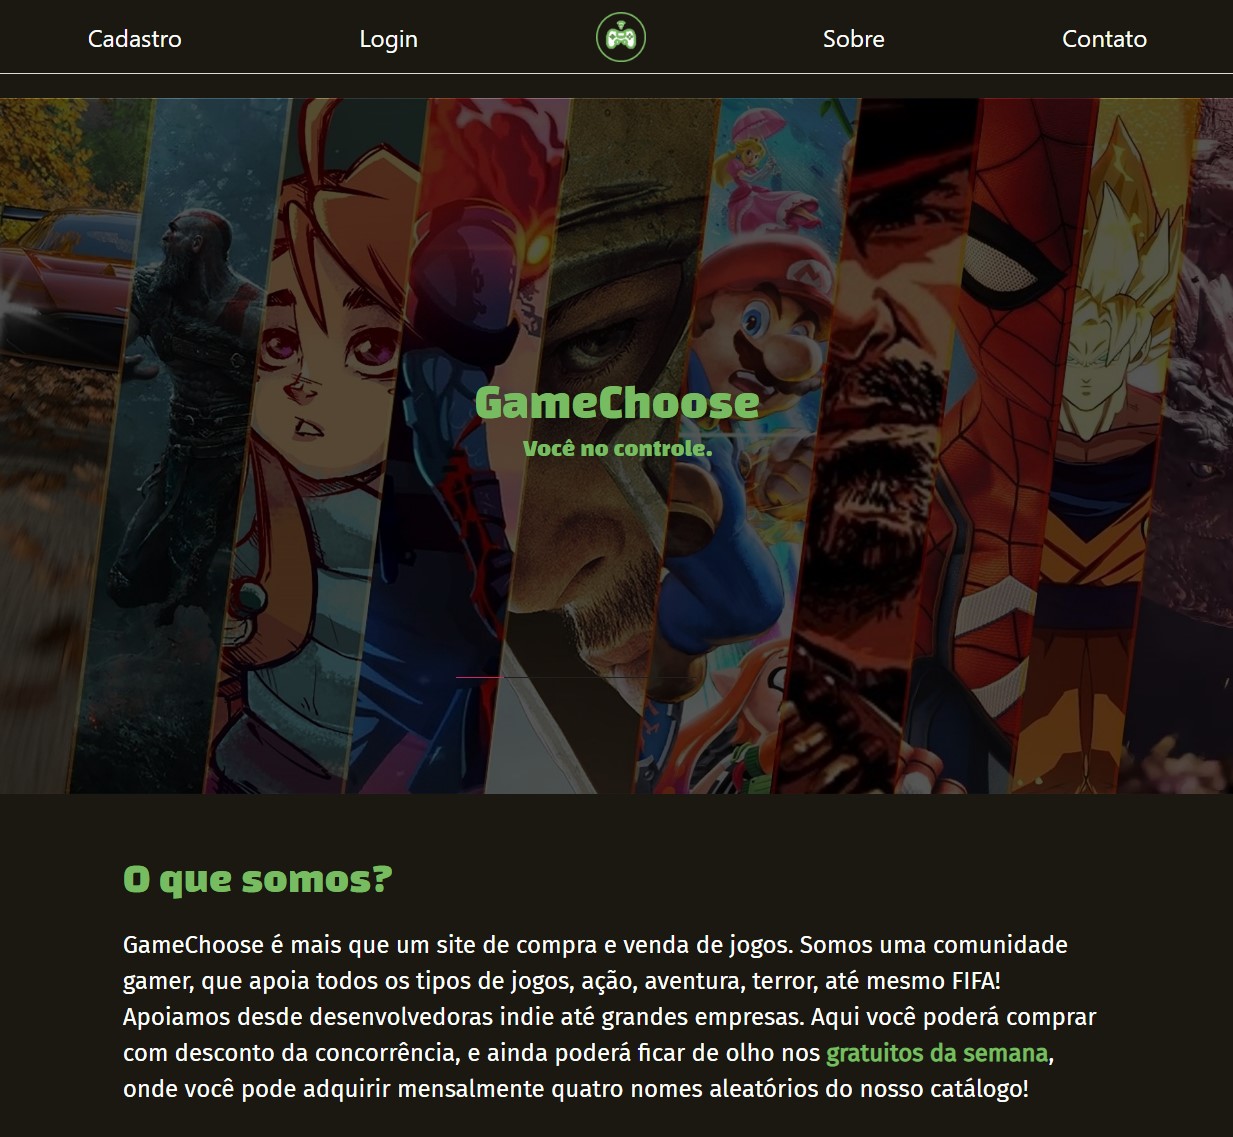 Cadastro Login Sobre Contato
GameChoose
Você no controle.
O que somos?
GameChoose é mais que um site de compra e venda de jogos. Somos uma comunidade
gamer, que apoia todos os tipos de jogos, ação, aventura, terror, até mesmo FIFA!
Apoiamos desde desenvolvedoras indie até grandes empresas. Aqui você poderá comprar
com desconto da concorrência, e ainda poderá ficar de olho nos gratuitos da semana,
onde você pode adquirir mensalmente quatro nomes aleatórios do nosso catálogo!